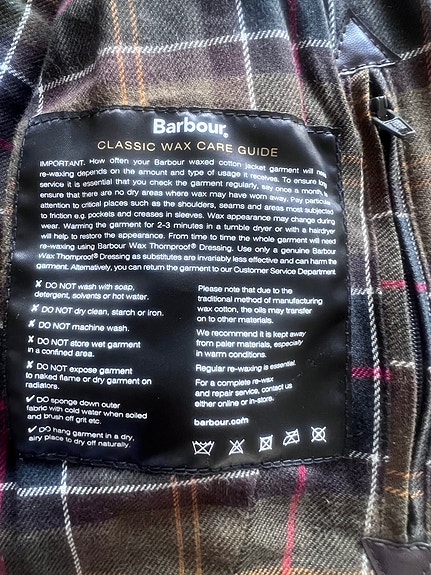 Barbour®
CLASSIC WAX CARE GUIDE
IMPORTANT. How often your Barbour waxed cotton jacket garment will need
re-waxing depends on the amount and type of usage it receives. To ensure long
service it is essential that you check the garment regularly, say once a month &
ensure that there are no dry areas where wax may have worn away. Pay particular
attention to critical places such as the shoulders, seams and areas most subjected
to friction e.g. pockets and creases in sleeves. Wax appearance may change during
wear. Warming the garment for 2-3 minutes in a tumble dryer or with a hairdryer
will help to restore the appearance. From time to time the whole garment will need
re-waxing using Barbour Wax Thornproof® Dressing. Use only a genuine Barbour
Wax Thornproof® Dressing as substitutes are invariably less effective and can harm the
garment. Alternatively, you can return the garment to our Customer Service Department
✘ DO NOT wash with soap,
detergent, solvents or hot water.
✘ DO NOT dry clean, starch or iron.
✘ DO NOT machine wash.
✘ DO NOT store wet garment
in a confined area.
✘ DO NOT expose garment
to naked flame or dry garment on
radiators.
✔ DO sponge down outer
fabric with cold water when soiled
and brush off grit etc.
✔ DO hang garment in a dry,
airy place to dry off naturally.
Please note that due to the
traditional method of manufacturing
wax cotton, the oils may transfer
on to other materials.
We recommend it is kept away
from paler materials, especially
in warm conditions.
Regular re-waxing is essential.
For a complete re-wax
and repair service, contact us
either online or in-store.
barbour.com